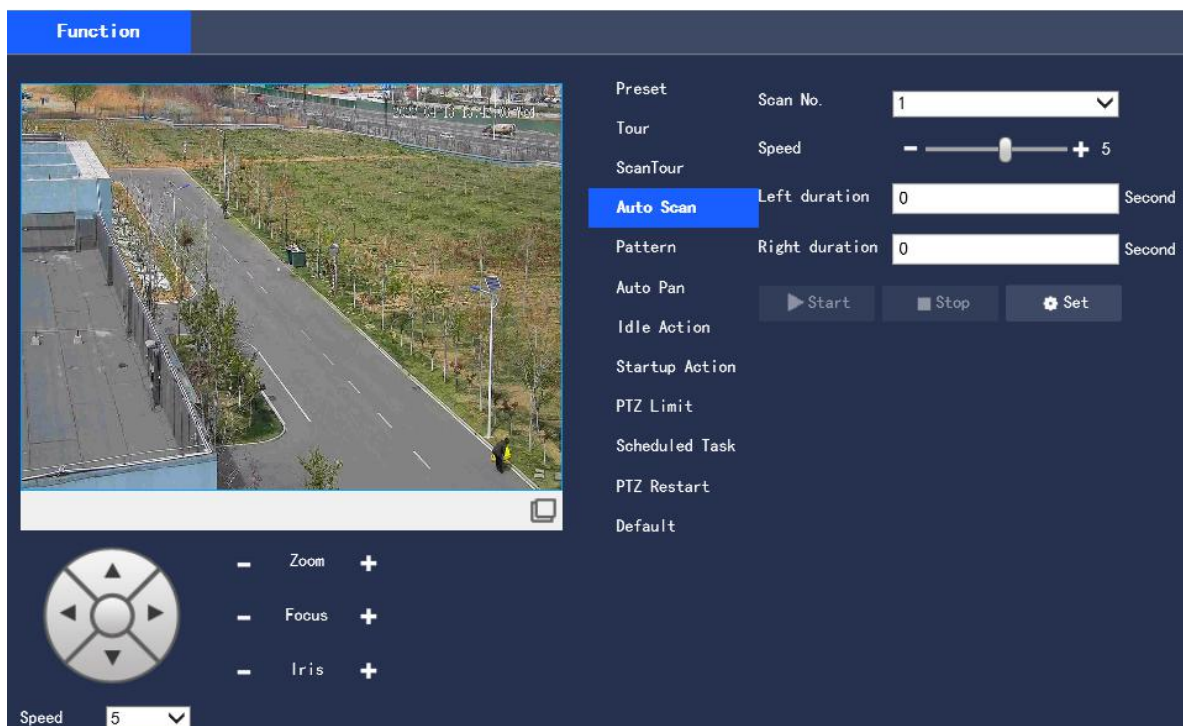 Function
Preset
Scan No.
1
Tour
Speed
5
ScanTour
Auto Scan
Left duration
0
Second
Pattern
Right duration
0
Second
Auto Pan
Start
Stop
Set
Idle Action
Startup Action
PTZ Limit
Scheduled Task
PTZ Restart
Default
Zoom
Focus
Iris
Speed
5